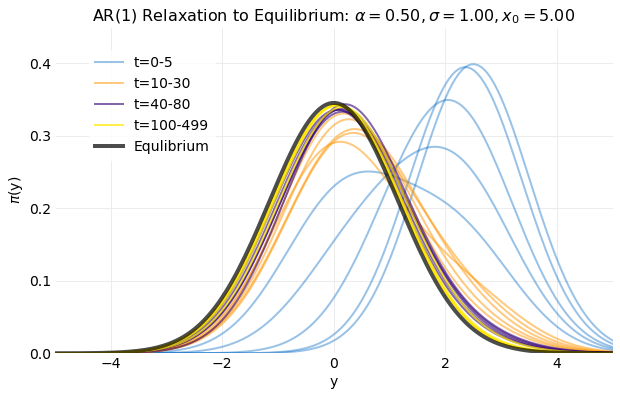 AR(1) Relaxation to Equilibrium: α = 0.50, σ = 1.00, x₀ = 5.00
π(y)
0.4
0.3
0.2
0.1
0.0
t=0-5
t=10-30
t=40-80
t=100-499
Equlibrium
−4 −2 0 2 4
y